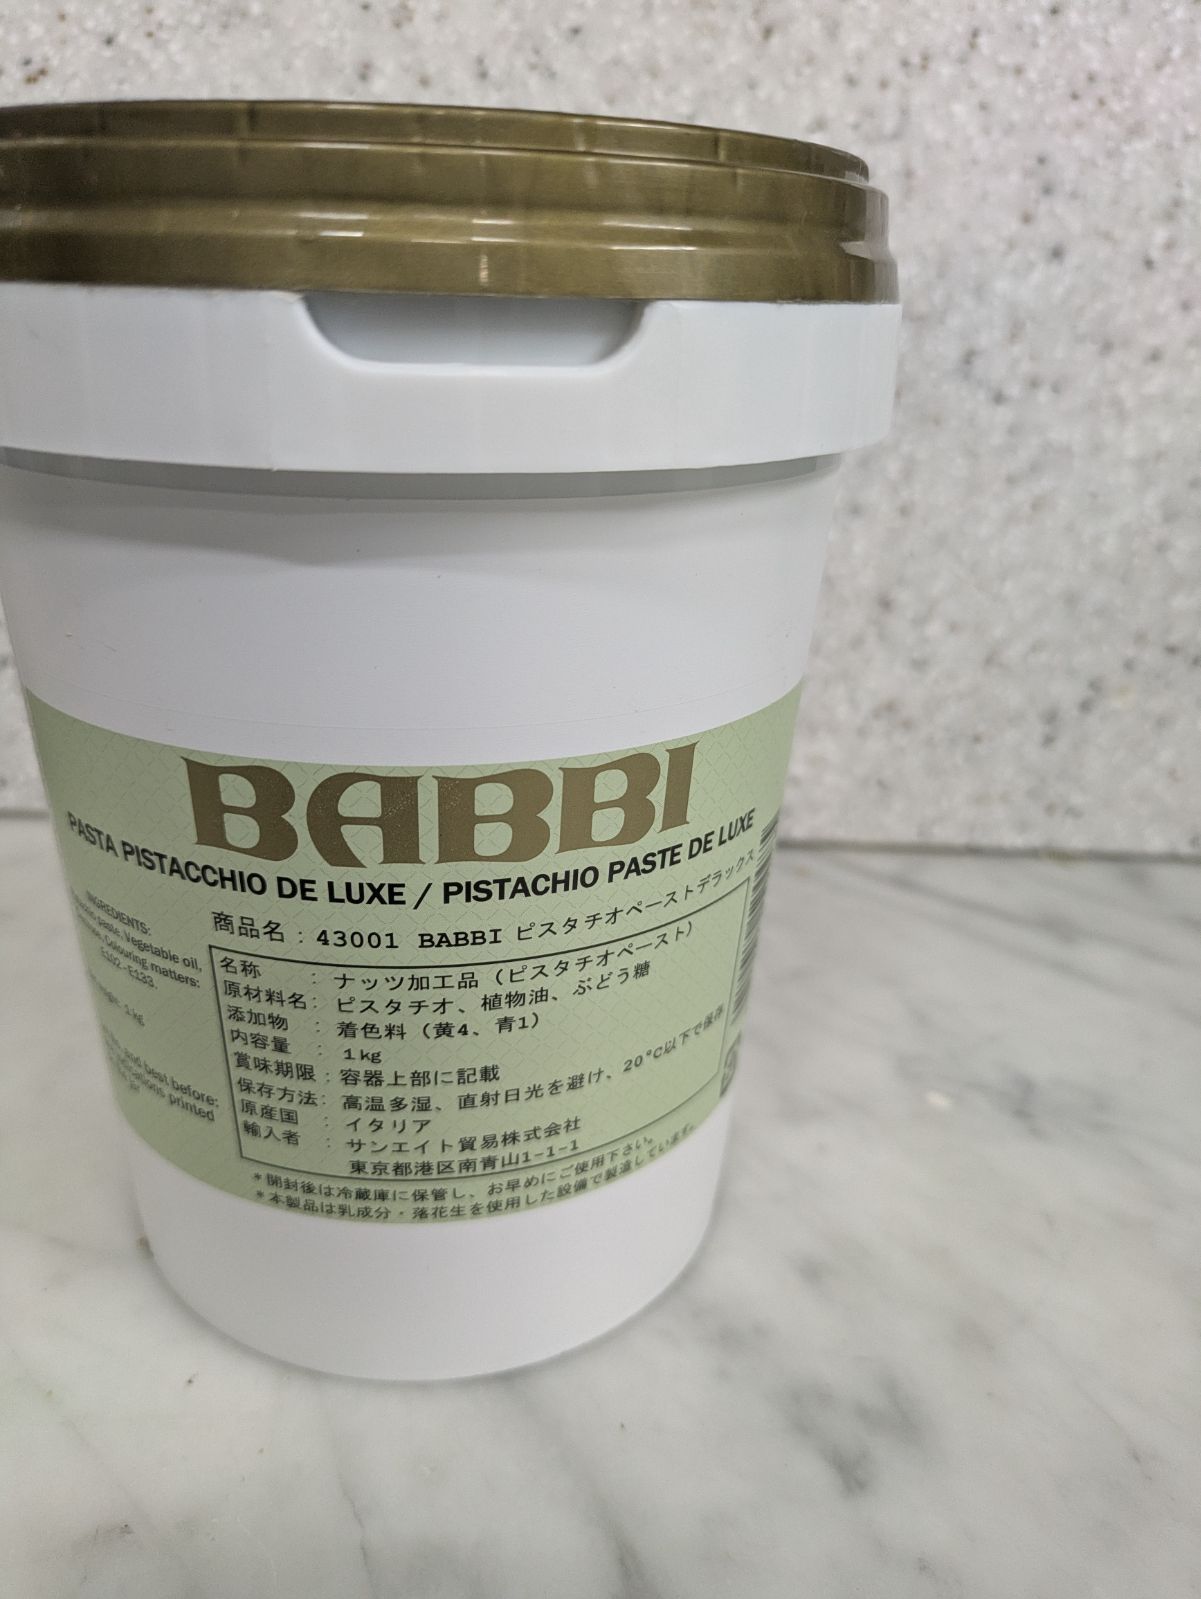 BABBI
PASTA PISTACCHIO DE LUXE / PISTACHIO PASTE DE LUXE
INGREDIENTS:
paste, Vegetable oil,
Colouring matters:
E102-E133.
1 kg
and best before:
printed
商品名：43001 BABBI ピスタチオペーストデラックス
名称 ：ナッツ加工品（ピスタチオペースト）
原材料名：ピスタチオ、植物油、ぶどう糖
添加物 ：着色料（黄4、青1）
内容量 ：1kg
賞味期限：容器上部に記載
保存方法：高温多湿、直射日光を避け、20°C以下で保存
原産国 ：イタリア
輸入者 ：サンエイト貿易株式会社
東京都港区南青山1-1-1
*開封後は冷蔵庫に保管し、お早めにご使用下さい。
*本製品は乳成分・落花生を使用した設備で製造しています。